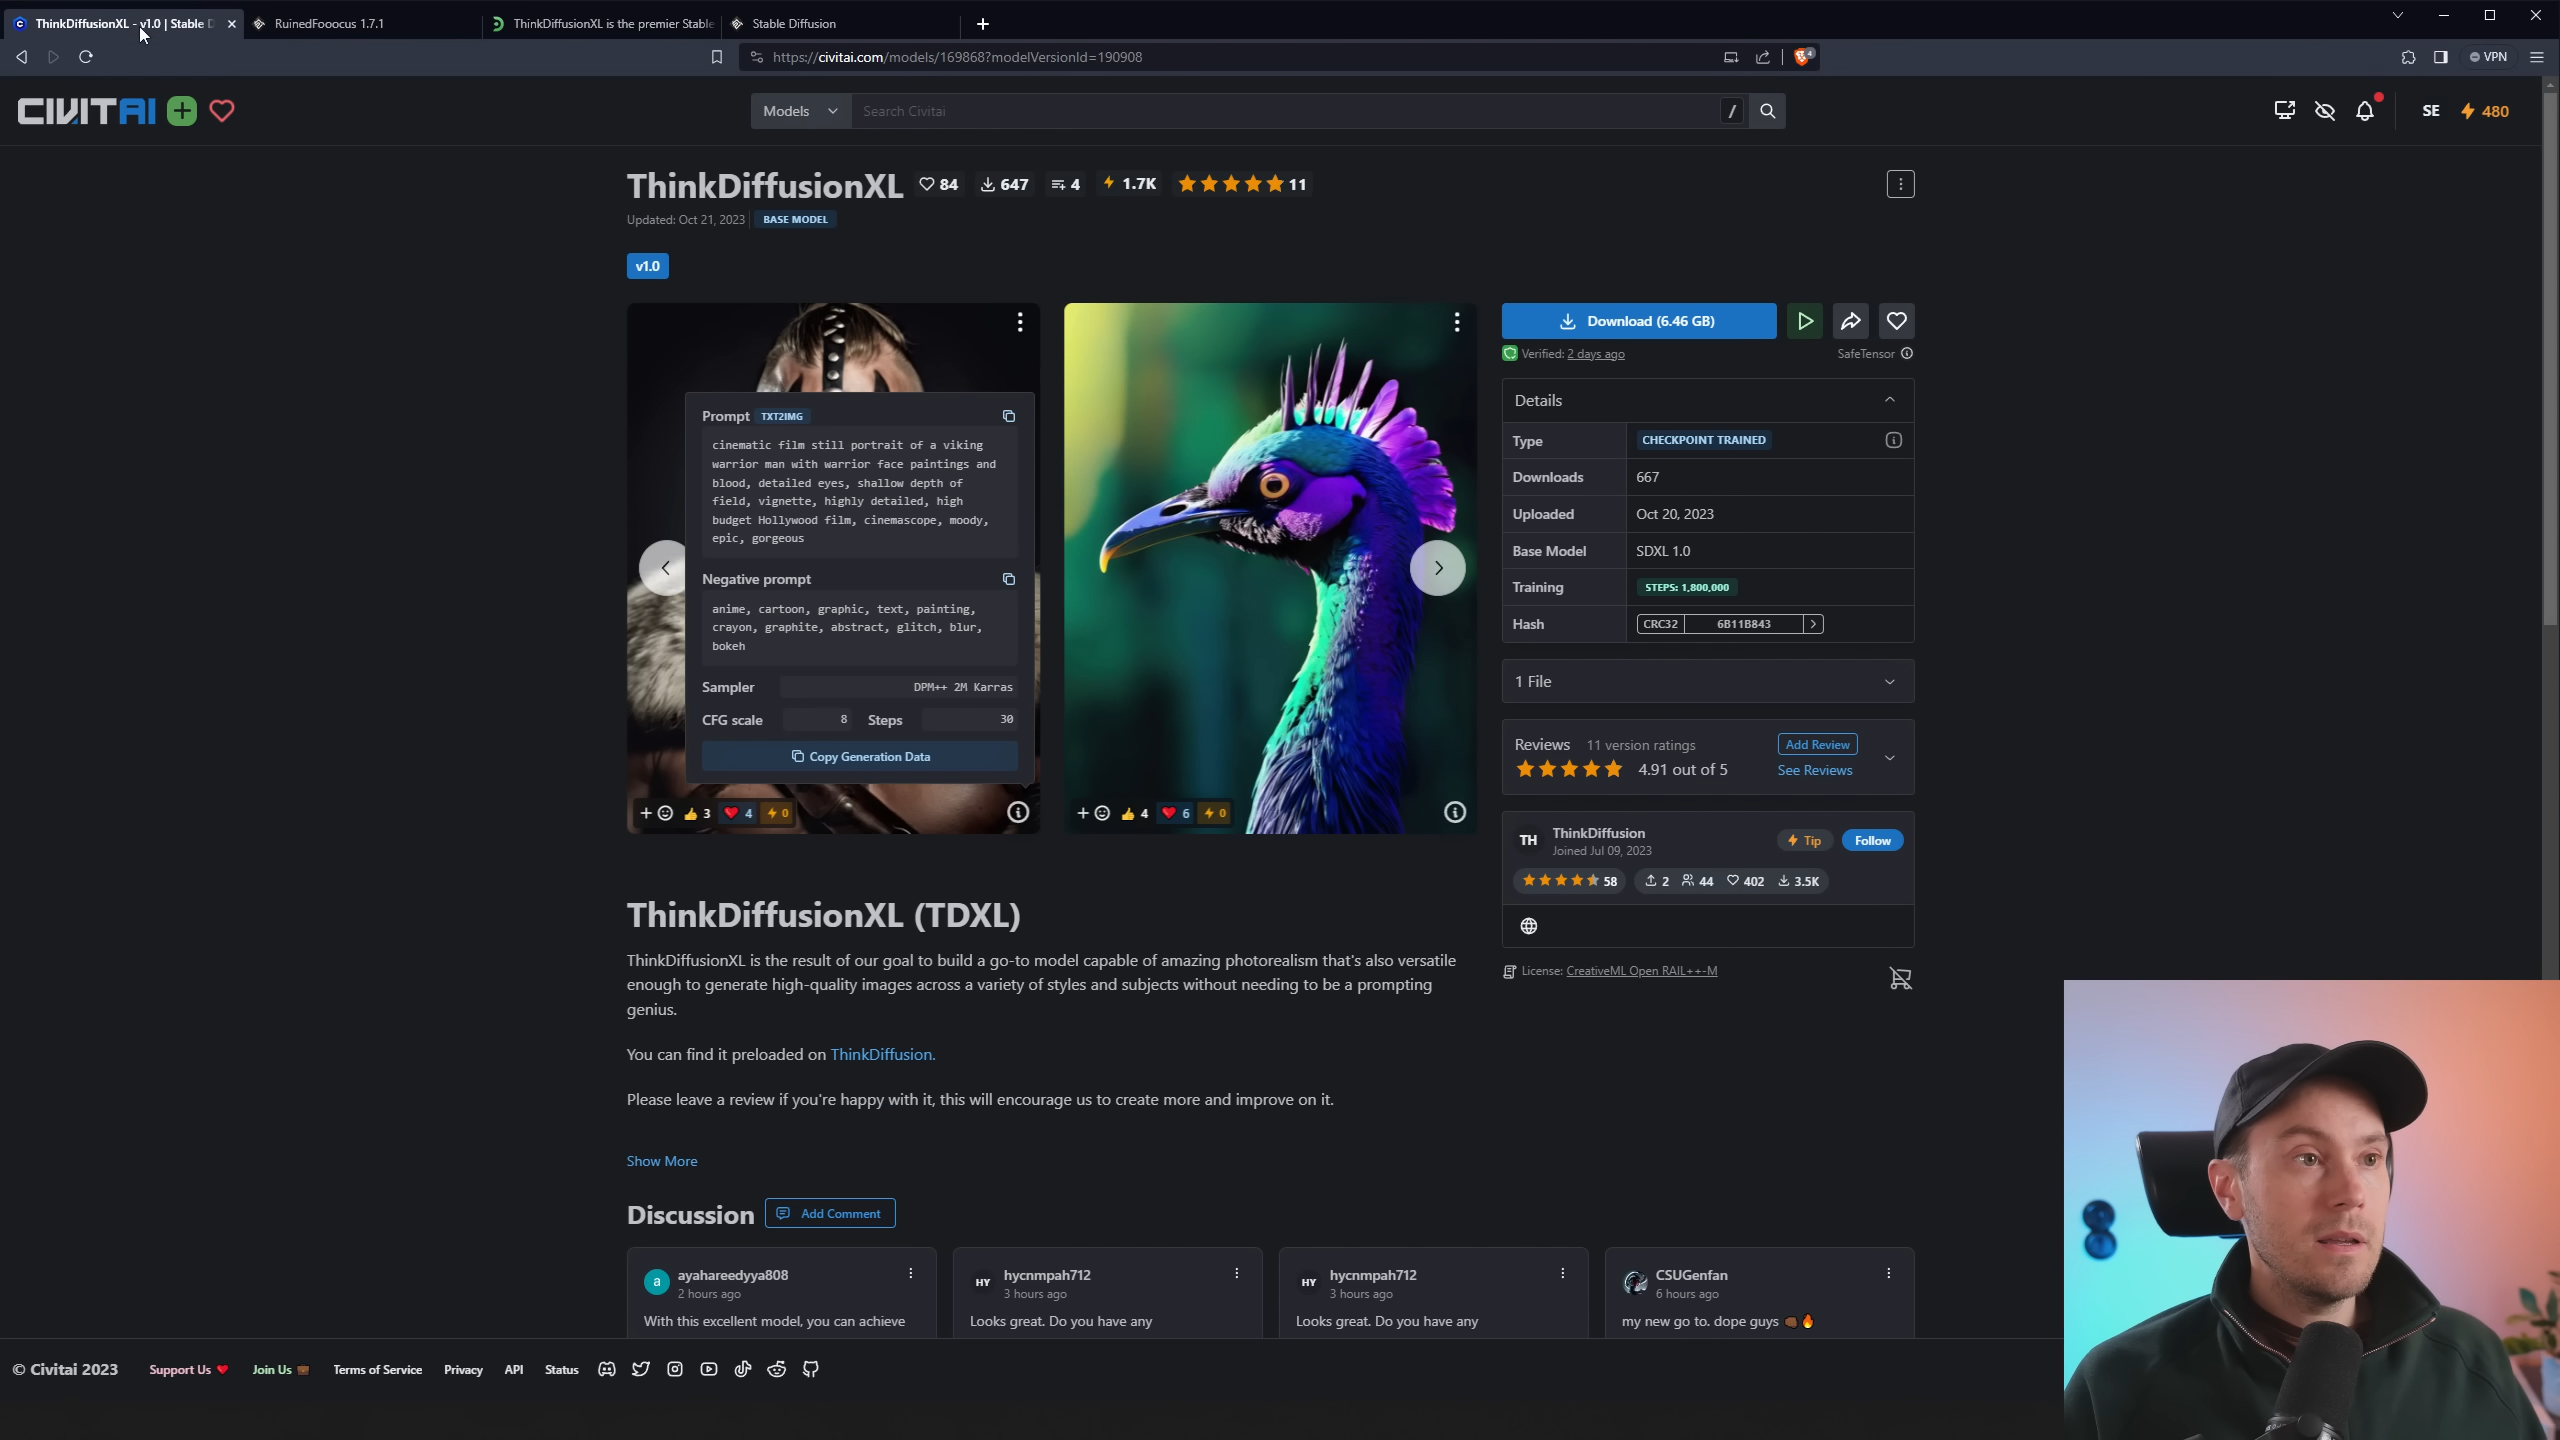 ThinkDiffusionXL - v1.0 | Stable D
RuinedFooocus 1.7.1
ThinkDiffusionXL is the premier Stable
Stable Diffusion
https://civitai.com/models/169868?modelVersionId=190908
4
VPN
CIVITAI
Models
Search Civitai
/
SE
480
ThinkDiffusionXL
84
647
4
1.7K
11
Updated: Oct 21, 2023
BASE MODEL
v1.0
Prompt TXT2IMG
cinematic film still portrait of a viking
warrior man with warrior face paintings and
blood, detailed eyes, shallow depth of
field, vignette, highly detailed, high
budget Hollywood film, cinemascope, moody,
epic, gorgeous
Negative prompt
anime, cartoon, graphic, text, painting,
crayon, graphite, abstract, glitch, blur,
bokeh
Sampler DPM++ 2M Karras
CFG scale 8 Steps 30
Copy Generation Data
3 4 0
4 6 0
Download (6.46 GB)
Verified: 2 days ago
SafeTensor
Details
Type CHECKPOINT TRAINED
Downloads 667
Uploaded Oct 20, 2023
Base Model SDXL 1.0
Training STEPS: 1,800,000
Hash CRC32 6B11B843
1 File
Reviews 11 version ratings
Add Review
4.91 out of 5
See Reviews
TH
ThinkDiffusion
Joined Jul 09, 2023
Tip
Follow
58
2 44 402 3.5K
License: CreativeML Open RAIL++-M
ThinkDiffusionXL (TDXL)
ThinkDiffusionXL is the result of our goal to build a go-to model capable of amazing photorealism that's also versatile
enough to generate high-quality images across a variety of styles and subjects without needing to be a prompting
genius.
You can find it preloaded on ThinkDiffusion.
Please leave a review if you're happy with it, this will encourage us to create more and improve on it.
Show More
Discussion
Add Comment
a
ayahareedyya808
2 hours ago
With this excellent model, you can achieve
HY
hycnmpah712
3 hours ago
Looks great. Do you have any
HY
hycnmpah712
3 hours ago
Looks great. Do you have any
CSUGenfan
6 hours ago
my new go to. dope guys 👊🏾🔥
© Civitai 2023
Support Us
Join Us
Terms of Service
Privacy
API
Status